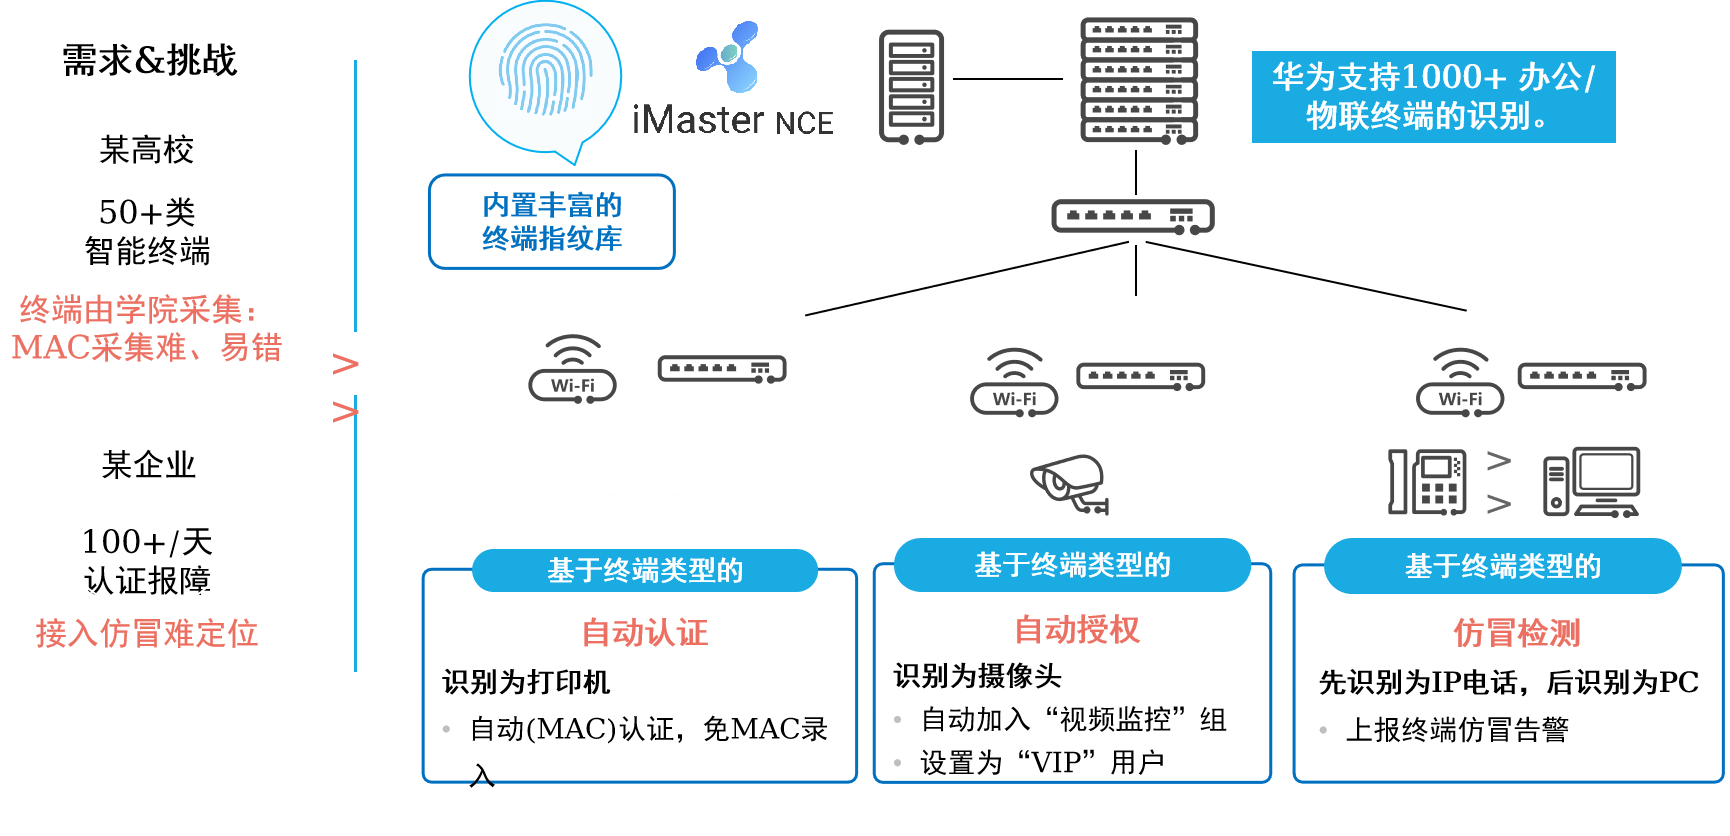 需求&挑战
某高校
50+类
智能终端
终端由学院采集：
MAC采集难、易错
某企业
100+/天
认证报障
接入仿冒难定位
>
>
iMaster NCE
内置丰富的
终端指纹库
华为支持1000+ 办公/
物联终端的识别。
Wi-Fi
Wi-Fi
Wi-Fi
>
>
基于终端类型的
自动认证
识别为打印机
• 自动(MAC)认证，免MAC录
入
基于终端类型的
自动授权
识别为摄像头
• 自动加入“视频监控”组
• 设置为“VIP”用户
基于终端类型的
仿冒检测
先识别为IP电话，后识别为PC
• 上报终端仿冒告警